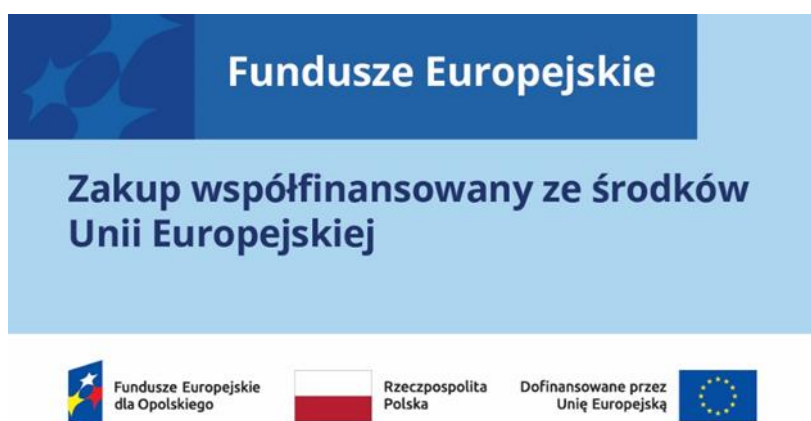 Fundusze Europejskie
Zakup współfinansowany ze środków
Unii Europejskiej
Fundusze Europejskie
dla Opolskiego
Rzeczpospolita
Polska
Dofinansowane przez
Unię Europejską